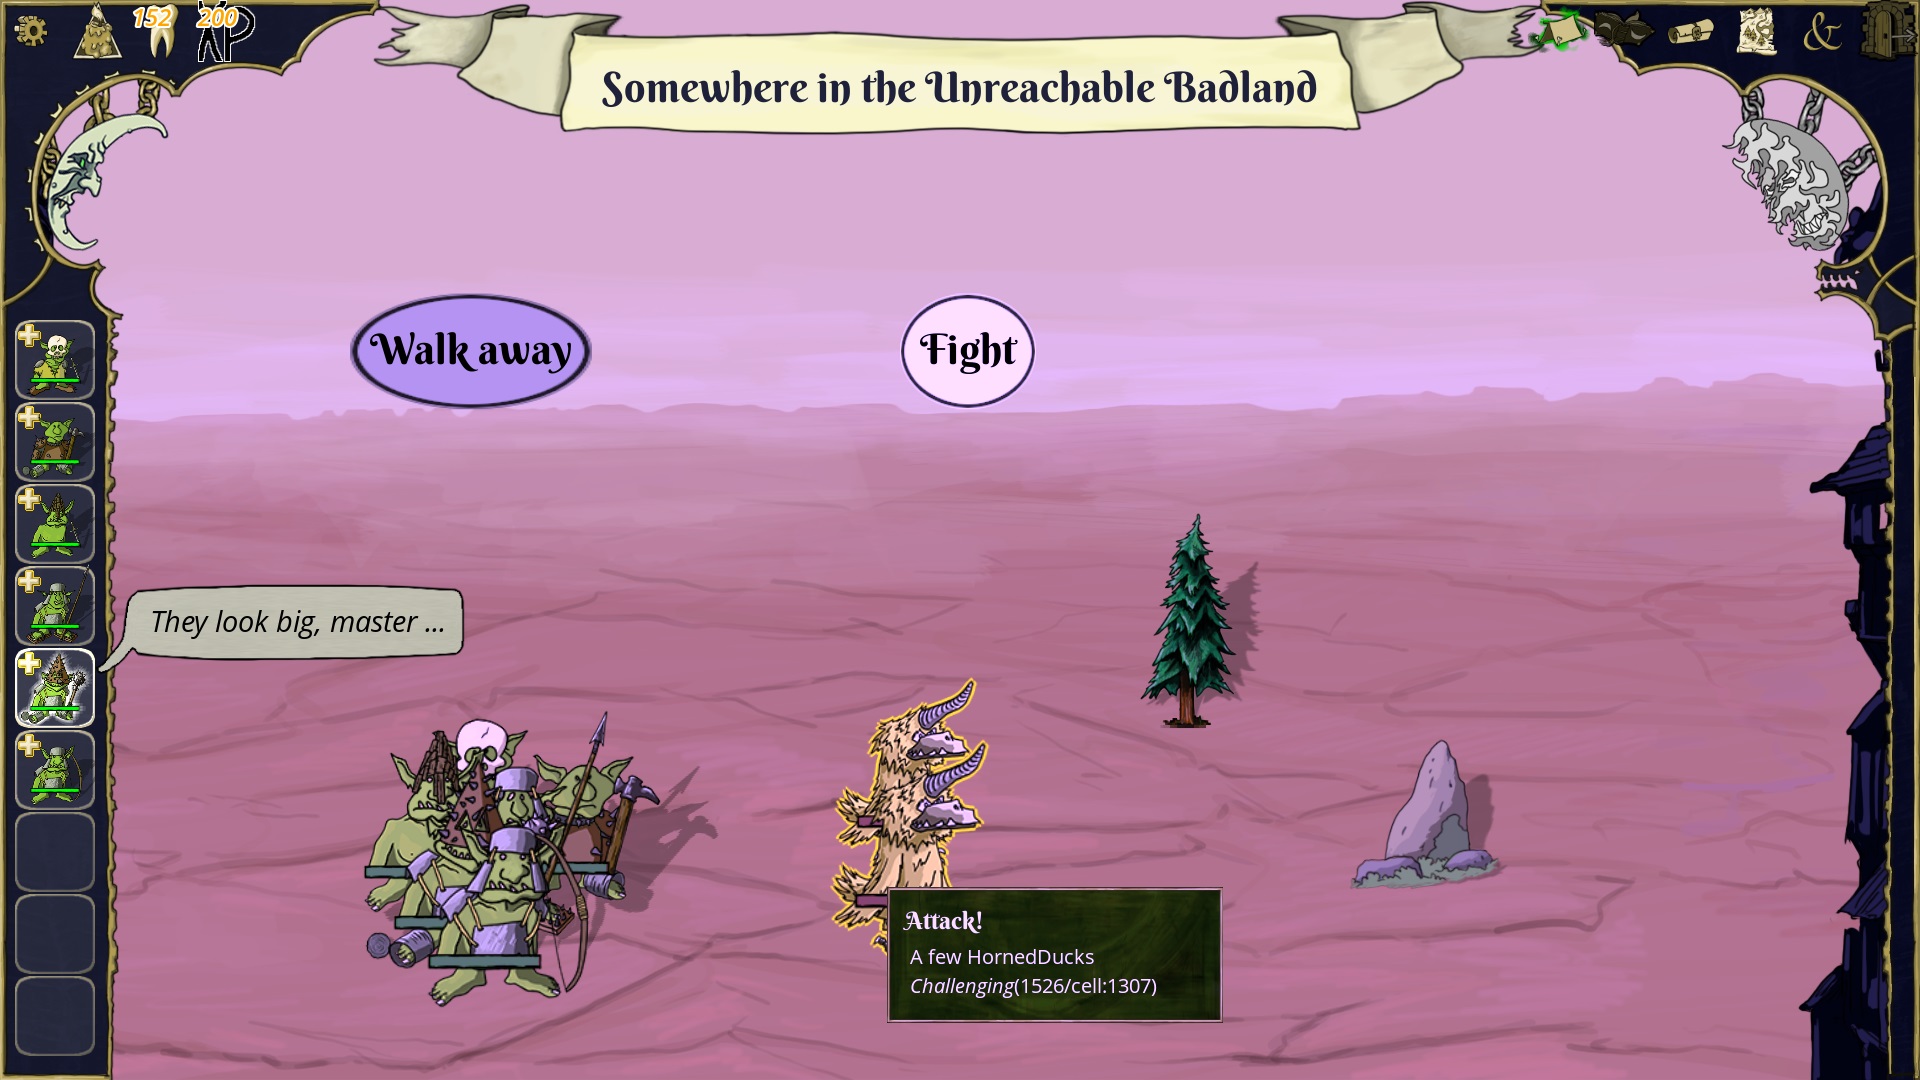 152
200
XP
&
Somewhere in the Unreachable Badland
Walk away
Fight
They look big, master ...
Attack!
A few HornedDucks
Challenging(1526/cell:1307)